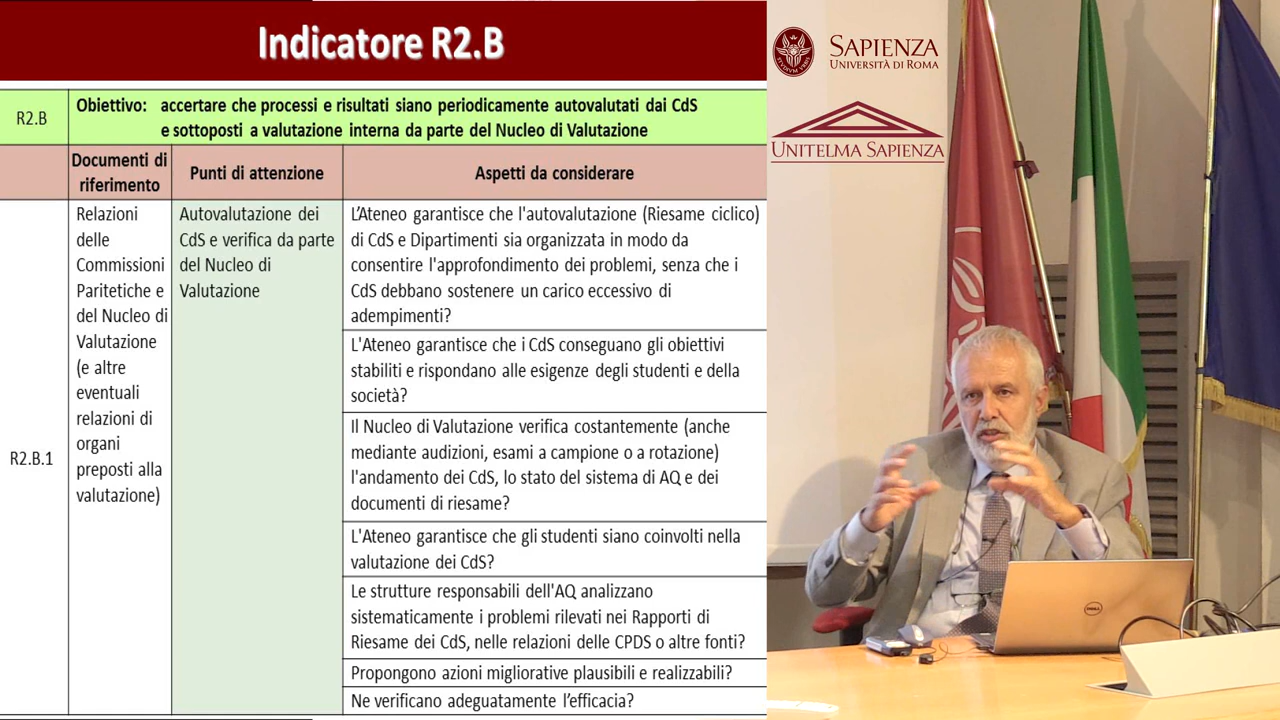 Indicatore R2.B
R2.B
Obiettivo: accertare che processi e risultati siano periodicamente autovalutati dai CdS
e sottoposti a valutazione interna da parte del Nucleo di Valutazione
Documenti di
riferimento
Punti di attenzione
Aspetti da considerare
R2.B.1
Relazioni
delle
Commissioni
Paritetiche e
del Nucleo di
Valutazione
(e altre
eventuali
relazioni di
organi
preposti alla
valutazione)
Autovalutazione dei
CdS e verifica da parte
del Nucleo di
Valutazione
L’Ateneo garantisce che l'autovalutazione (Riesame ciclico)
di CdS e Dipartimenti sia organizzata in modo da
consentire l'approfondimento dei problemi, senza che i
CdS debbano sostenere un carico eccessivo di
adempimenti?
L'Ateneo garantisce che i CdS conseguano gli obiettivi
stabiliti e rispondano alle esigenze degli studenti e della
società?
Il Nucleo di Valutazione verifica costantemente (anche
mediante audizioni, esami a campione o a rotazione)
l'andamento dei CdS, lo stato del sistema di AQ e dei
documenti di riesame?
L'Ateneo garantisce che gli studenti siano coinvolti nella
valutazione dei CdS?
Le strutture responsabili dell'AQ analizzano
sistematicamente i problemi rilevati nei Rapporti di
Riesame dei CdS, nelle relazioni delle CPDS o altre fonti?
Propongono azioni migliorative plausibili e realizzabili?
Ne verificano adeguatamente l’efficacia?
SAPIENZA
UNIVERSITÀ DI ROMA
UNITELMA SAPIENZA
DELL